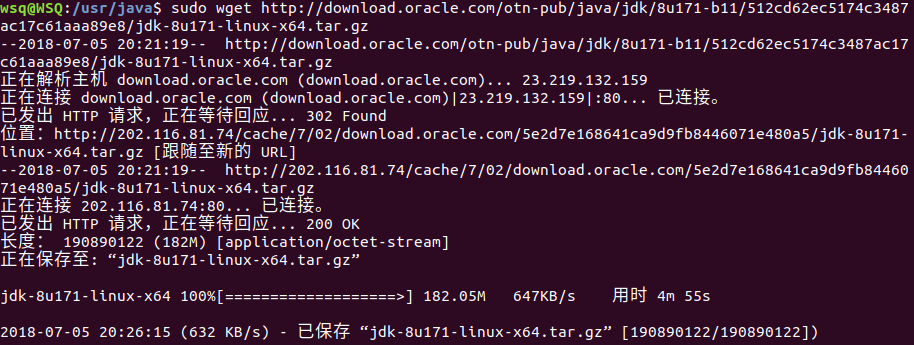 wsq@WSQ:/usr/java$ sudo wget http://download.oracle.com/otn-pub/java/jdk/8u171-b11/512cd62ec5174c3487
ac17c61aaa89e8/jdk-8u171-linux-x64.tar.gz
--2018-07-05 20:21:19--  http://download.oracle.com/otn-pub/java/jdk/8u171-b11/512cd62ec5174c3487ac17
c61aaa89e8/jdk-8u171-linux-x64.tar.gz
正在解析主机 download.oracle.com (download.oracle.com)... 23.219.132.159
正在连接 download.oracle.com (download.oracle.com)|23.219.132.159|:80... 已连接。
已发出 HTTP 请求，正在等待回应... 302 Found
位置：http://202.116.81.74/cache/7/02/download.oracle.com/5e2d7e168641ca9d9fb8446071e480a5/jdk-8u171-
linux-x64.tar.gz [跟随至新的 URL]
--2018-07-05 20:21:19--  http://202.116.81.74/cache/7/02/download.oracle.com/5e2d7e168641ca9d9fb84460
71e480a5/jdk-8u171-linux-x64.tar.gz
正在连接 202.116.81.74:80... 已连接。
已发出 HTTP 请求，正在等待回应... 200 OK
长度： 190890122 (182M) [application/octet-stream]
正在保存至: “jdk-8u171-linux-x64.tar.gz”
jdk-8u171-linux-x64 100%[===================>] 182.05M   647KB/s    用时 4m 55s
2018-07-05 20:26:15 (632 KB/s) - 已保存 “jdk-8u171-linux-x64.tar.gz” [190890122/190890122])